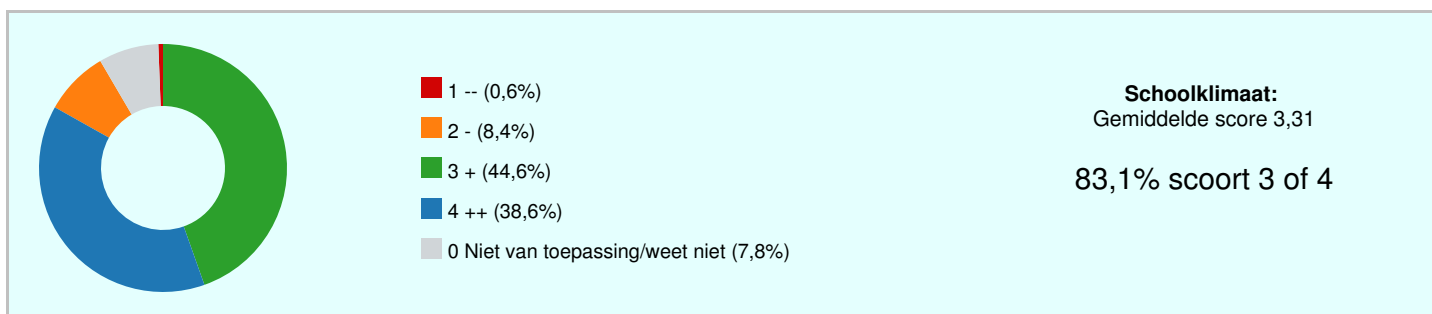 1 -- (0,6%)
2 - (8,4%)
3 + (44,6%)
4 ++ (38,6%)
0 Niet van toepassing/weet niet (7,8%)
Schoolklimaat:
Gemiddelde score 3,31
83,1% scoort 3 of 4